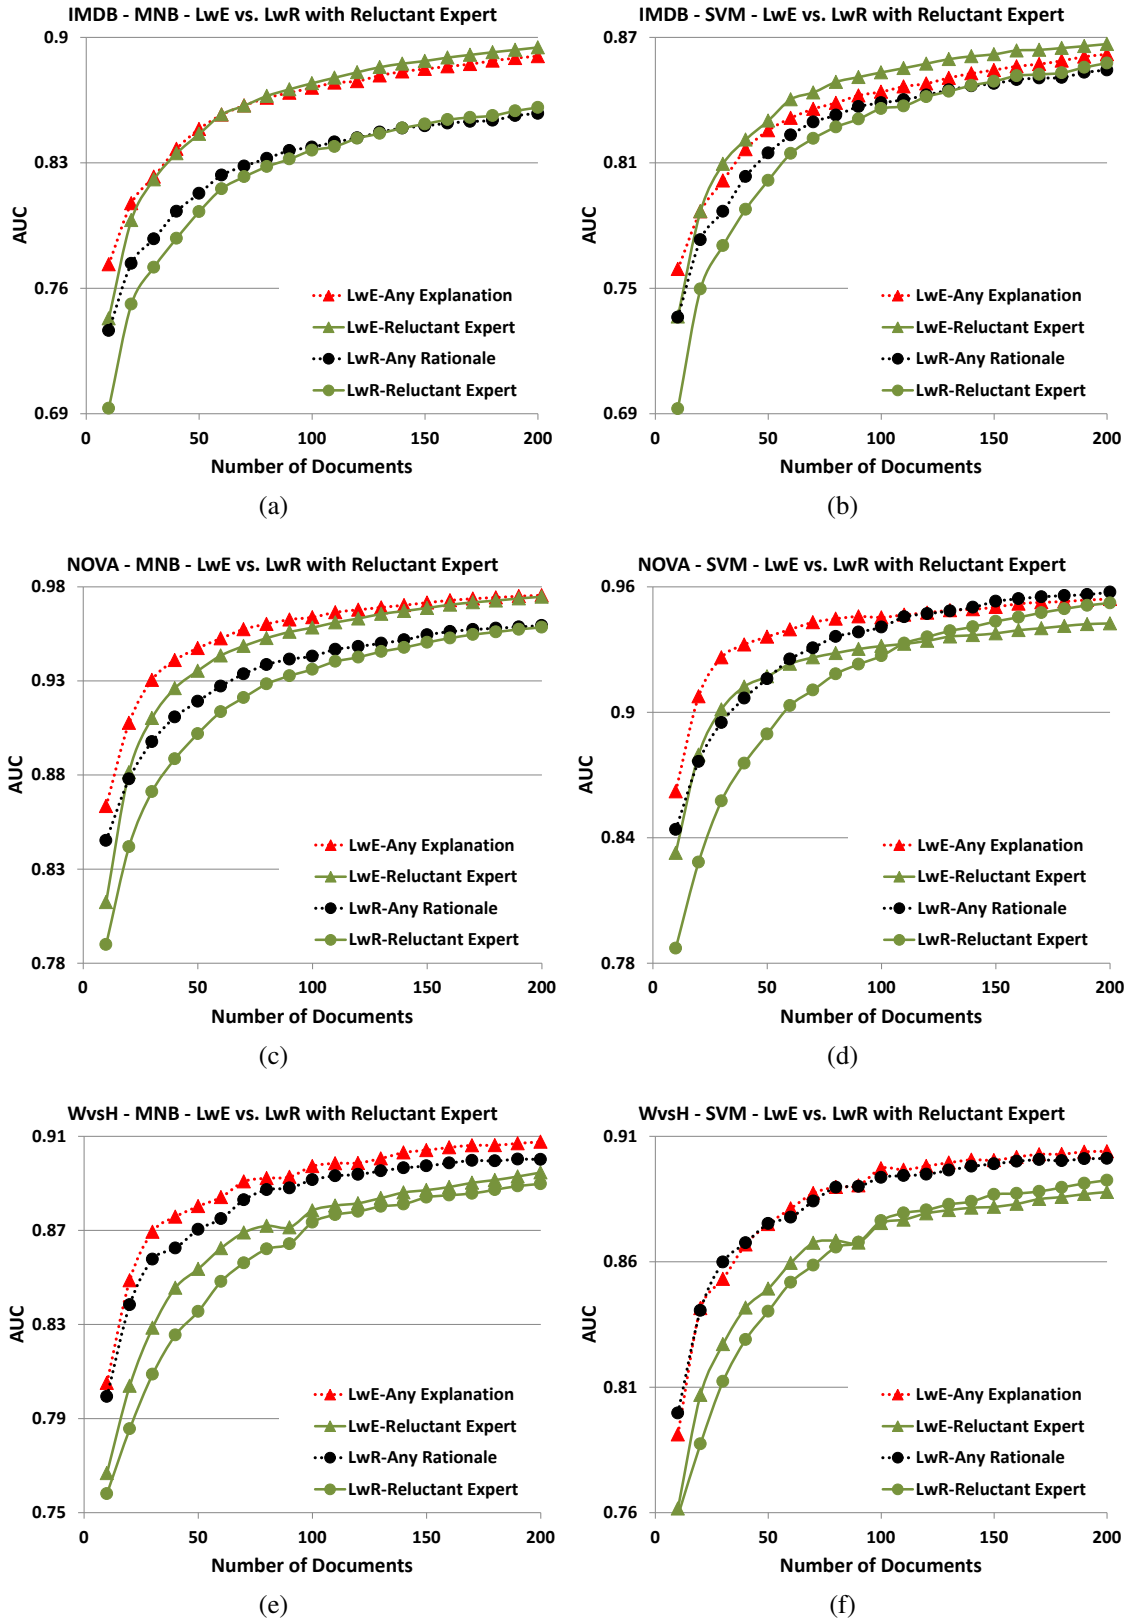 IMDB - MNB - LwE vs. LwR with Reluctant Expert
0.9
0.83
0.76
0.69
AUC
LwE-Any Explanation
LwE-Reluctant Expert
LwR-Any Rationale
LwR-Reluctant Expert
0 50 100 150 200
Number of Documents
(a)
IMDB - SVM - LwE vs. LwR with Reluctant Expert
0.87
0.81
0.75
0.69
AUC
LwE-Any Explanation
LwE-Reluctant Expert
LwR-Any Rationale
LwR-Reluctant Expert
0 50 100 150 200
Number of Documents
(b)
NOVA - MNB - LwE vs. LwR with Reluctant Expert
0.98
0.93
0.88
0.83
0.78
AUC
LwE-Any Explanation
LwE-Reluctant Expert
LwR-Any Rationale
LwR-Reluctant Expert
0 50 100 150 200
Number of Documents
(c)
NOVA - SVM - LwE vs. LwR with Reluctant Expert
0.96
0.9
0.84
0.78
AUC
LwE-Any Explanation
LwE-Reluctant Expert
LwR-Any Rationale
LwR-Reluctant Expert
0 50 100 150 200
Number of Documents
(d)
WvsH - MNB - LwE vs. LwR with Reluctant Expert
0.91
0.87
0.83
0.79
0.75
AUC
LwE-Any Explanation
LwE-Reluctant Expert
LwR-Any Rationale
LwR-Reluctant Expert
0 50 100 150 200
Number of Documents
(e)
WvsH - SVM - LwE vs. LwR with Reluctant Expert
0.91
0.86
0.81
0.76
AUC
LwE-Any Explanation
LwE-Reluctant Expert
LwR-Any Rationale
LwR-Reluctant Expert
0 50 100 150 200
Number of Documents
(f)